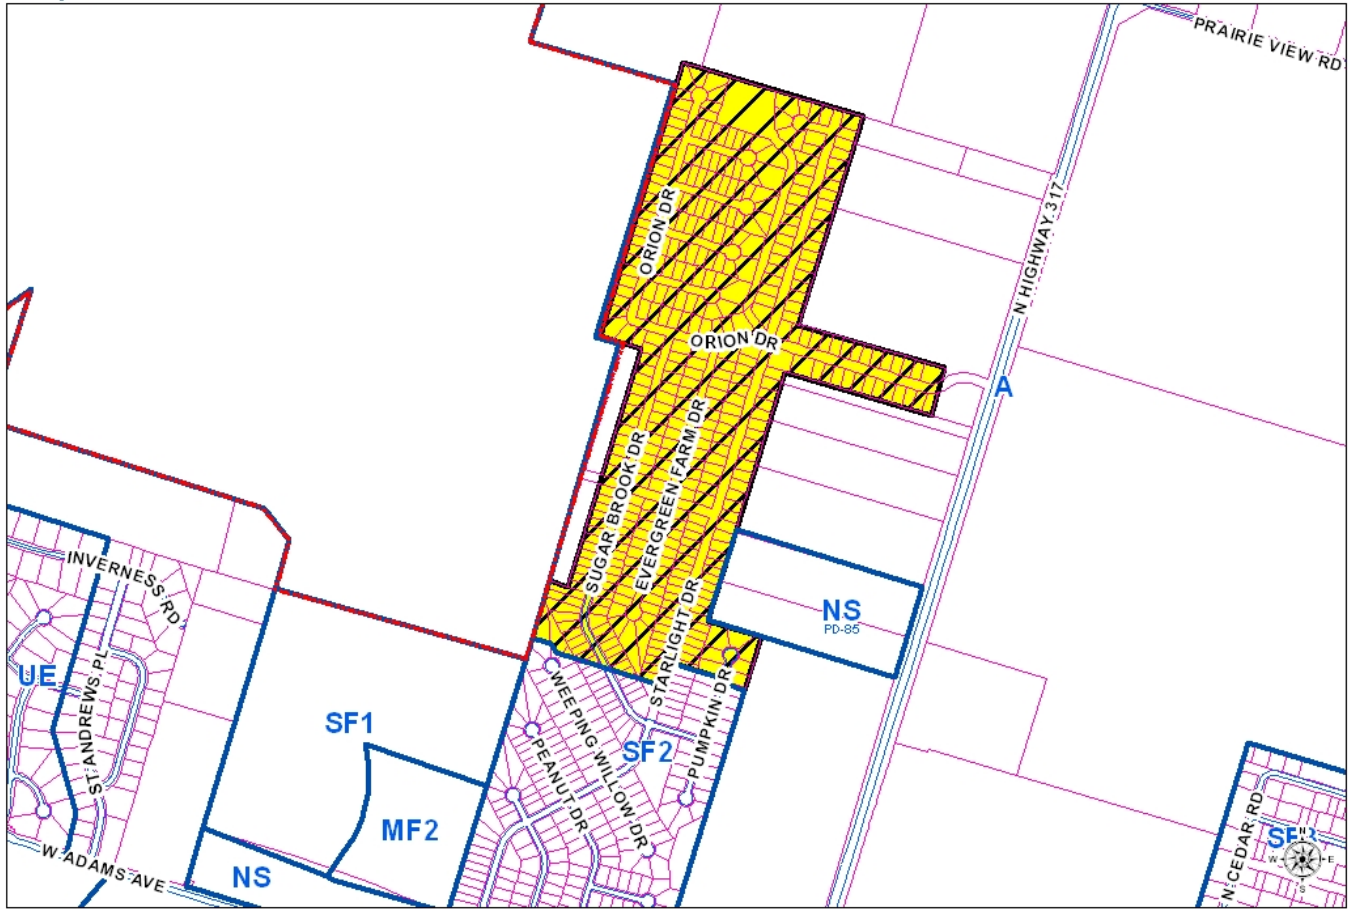 PRAIRIE VIEW RD
N HIGHWAY 317
ORION DR
ORION DR
A
SUGAR BROOK DR
EVERGREEN FARM DR
STARLIGHT DR
NS
PD-85
INVERNESS RD
UE
ST ANDREWS PL
SF1
WEEPING WILLOW DR
PEANUT DR
PUMPKIN DR
SF2
MF2
NS
W ADAMS AVE
N CEDAR RD
N
W
E
S